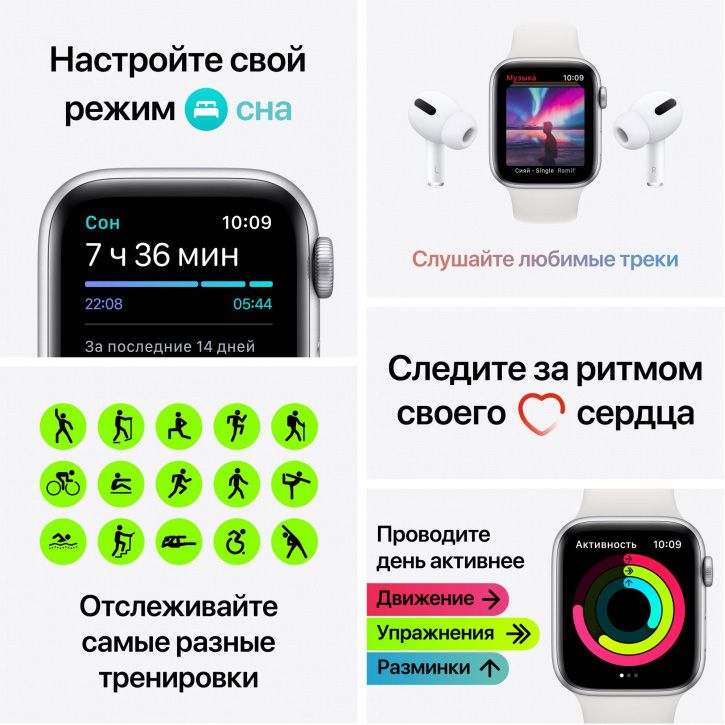 Настройте свой
режим сна
Сон 10:09
7 ч 36 мин
22:08 05:44
За последние 14 дней
Музыка 10:09
Сияй - Single Ramil'
L R
Слушайте любимые треки
Следите за ритмом
своего сердца
Отслеживайте
самые разные
тренировки
Проводите
день активнее
Движение
Упражнения
Разминки
Активность 10:09